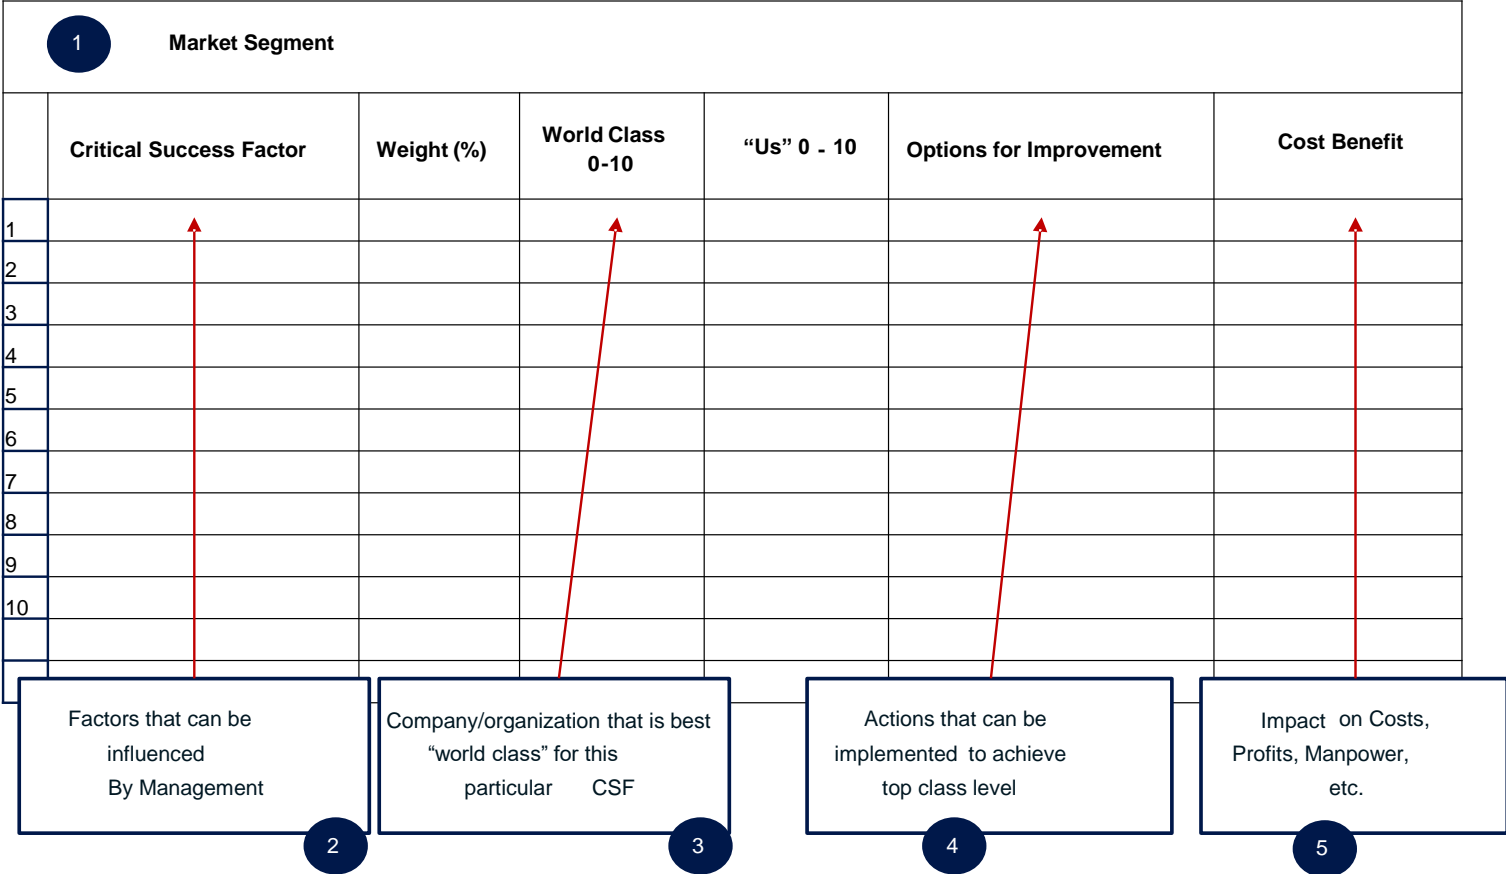 1 Market Segment
Critical Success Factor Weight (%) World Class 0-10 “Us” 0 - 10 Options for Improvement Cost Benefit
1
2
3
4
5
6
7
8
9
10
Factors that can be
influenced
By Management
2
Company/organization that is best
“world class” for this
particular CSF
3
Actions that can be
implemented to achieve
top class level
4
Impact on Costs,
Profits, Manpower,
etc.
5